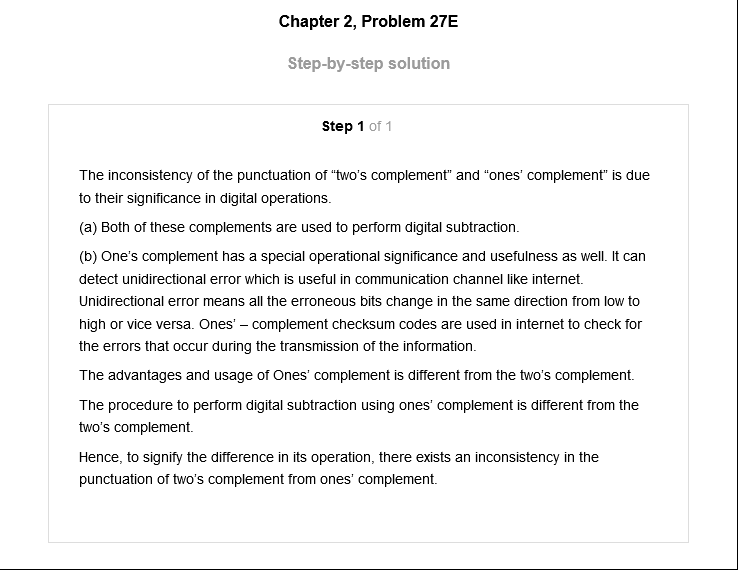 Chapter 2, Problem 27E
Step-by-step solution
Step 1 of 1
The inconsistency of the punctuation of “two’s complement” and “ones’ complement” is due
to their significance in digital operations.
(a) Both of these complements are used to perform digital subtraction.
(b) One’s complement has a special operational significance and usefulness as well. It can
detect unidirectional error which is useful in communication channel like internet.
Unidirectional error means all the erroneous bits change in the same direction from low to
high or vice versa. Ones’ – complement checksum codes are used in internet to check for
the errors that occur during the transmission of the information.
The advantages and usage of Ones’ complement is different from the two’s complement.
The procedure to perform digital subtraction using ones’ complement is different from the
two’s complement.
Hence, to signify the difference in its operation, there exists an inconsistency in the
punctuation of two’s complement from ones’ complement.